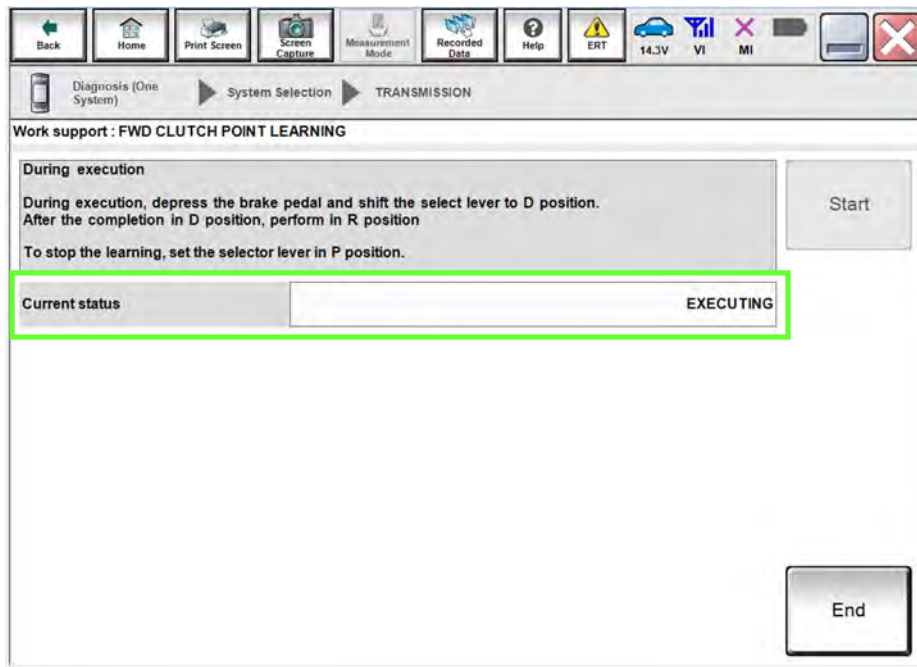 Back
Home
Print Screen
Screen
Capture
Measurement
Mode
Recorded
Data
Help
ERT
14.3V
VI
MI
Diagnosis (One
System)
System Selection
TRANSMISSION
Work support : FWD CLUTCH POINT LEARNING
During execution
During execution, depress the brake pedal and shift the select lever to D position.
After the completion in D position, perform in R position
To stop the learning, set the selector lever in P position.
Start
Current status
EXECUTING
End